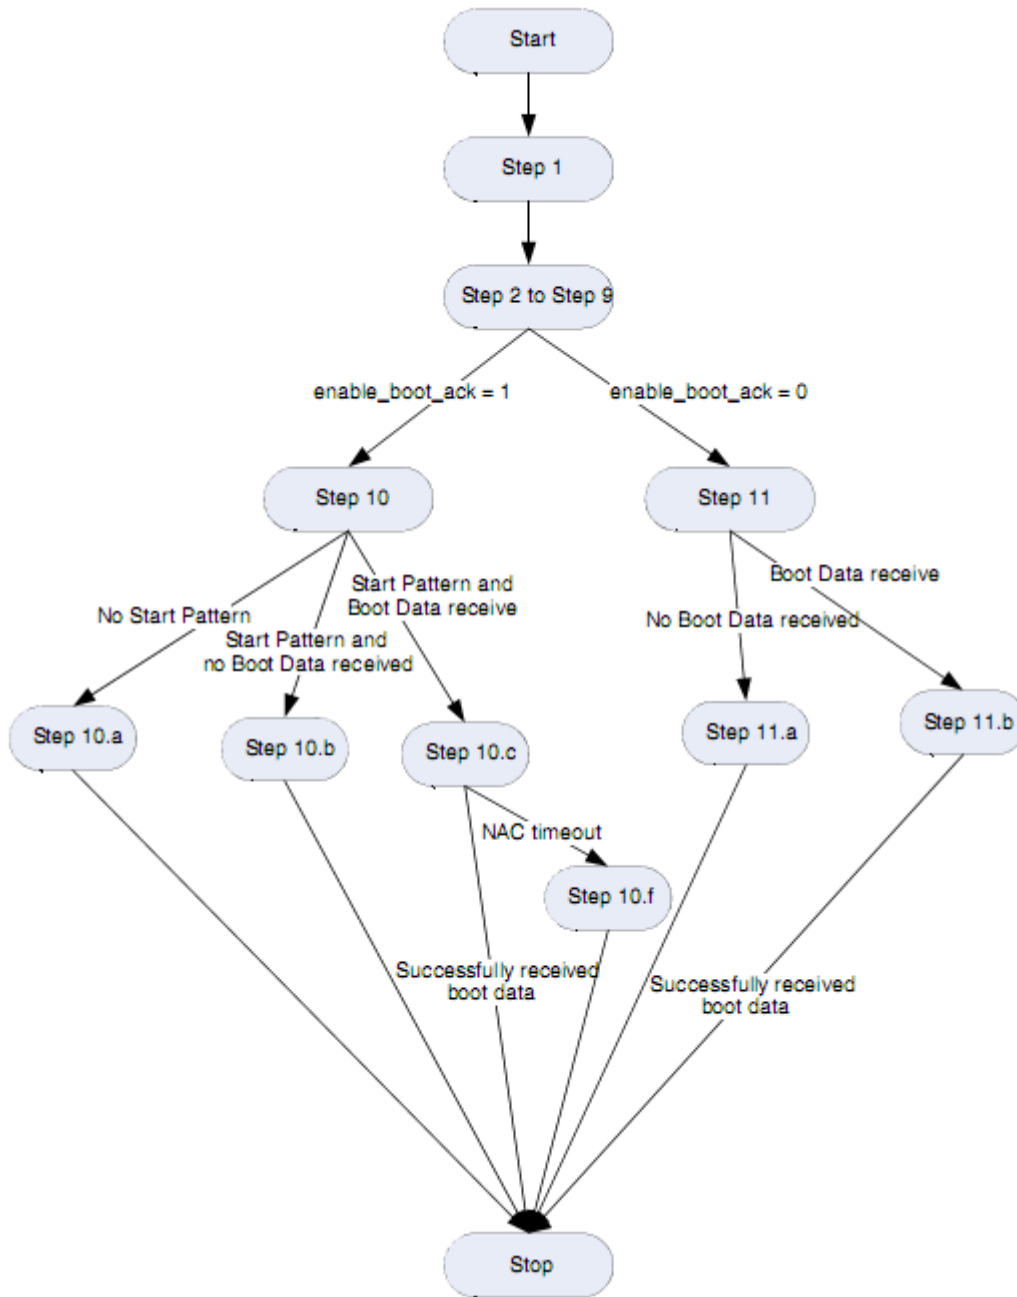 Start
Step 1
Step 2 to Step 9
enable_boot_ack = 1
enable_boot_ack = 0
Step 10
Step 11
Start Pattern and
Boot Data receive
Boot Data receive
No Start Pattern
No Boot Data received
Start Pattern and
no Boot Data received
Step 10.a
Step 10.b
Step 10.c
Step 11.a
Step 11.b
NAC timeout
Step 10.f
Successfully received
boot data
Successfully received
boot data
Stop